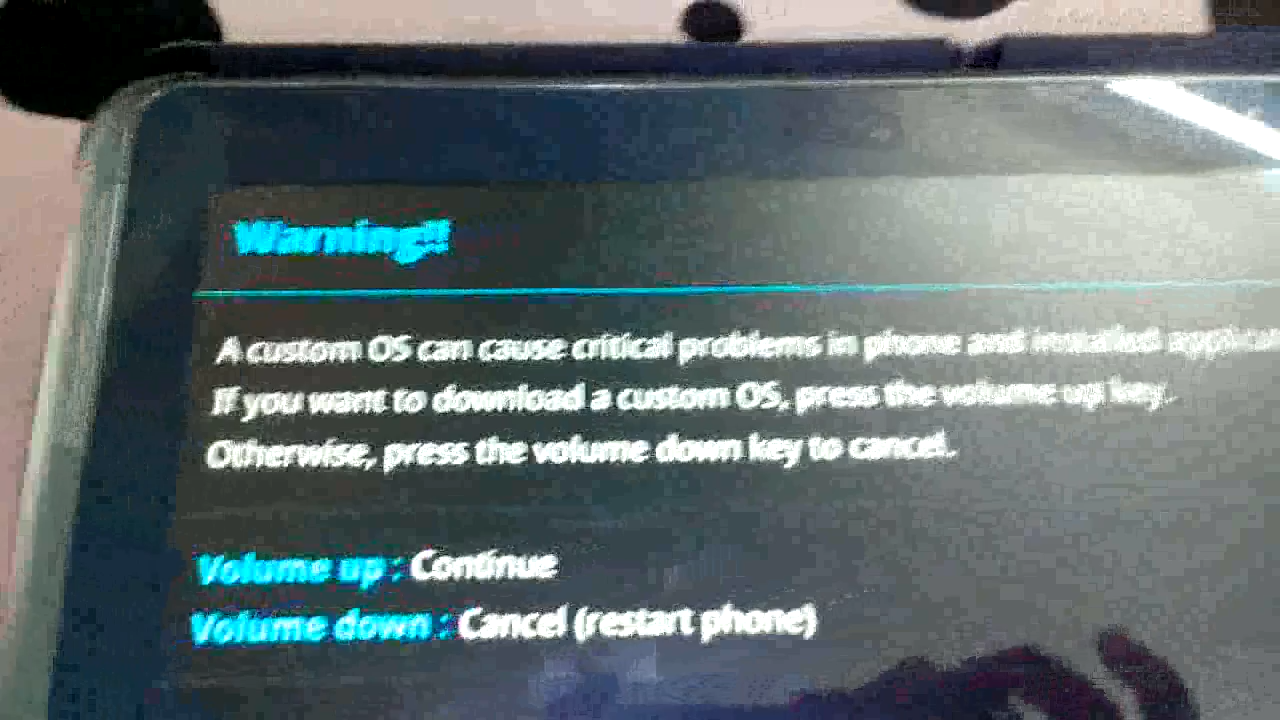 Warning!!
A custom OS can cause critical problems in phone and installed
If you want to download a custom OS, press the volume up key.
Otherwise, press the volume down key to cancel.
Volume up : Continue
Volume down : Cancel (restart phone)